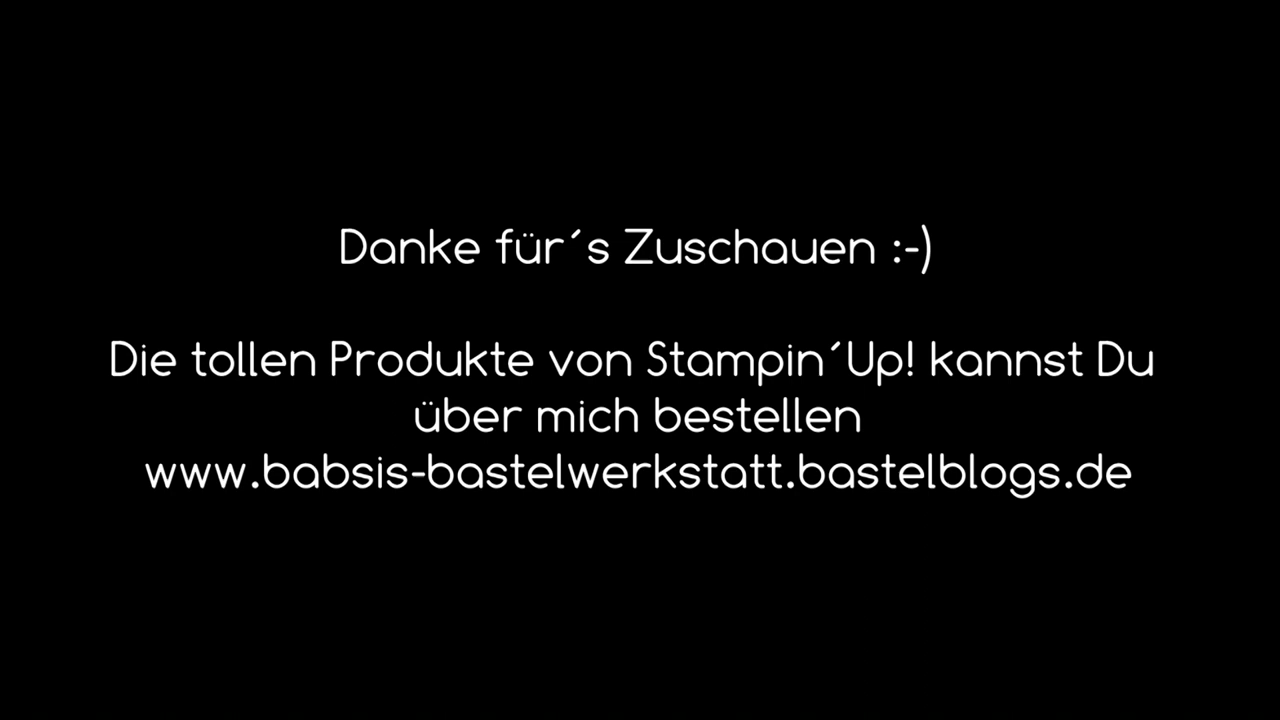 Danke für´s Zuschauen :-)
Die tollen Produkte von Stampin´Up! kannst Du
über mich bestellen
www.babsis-bastelwerkstatt.bastelblogs.de